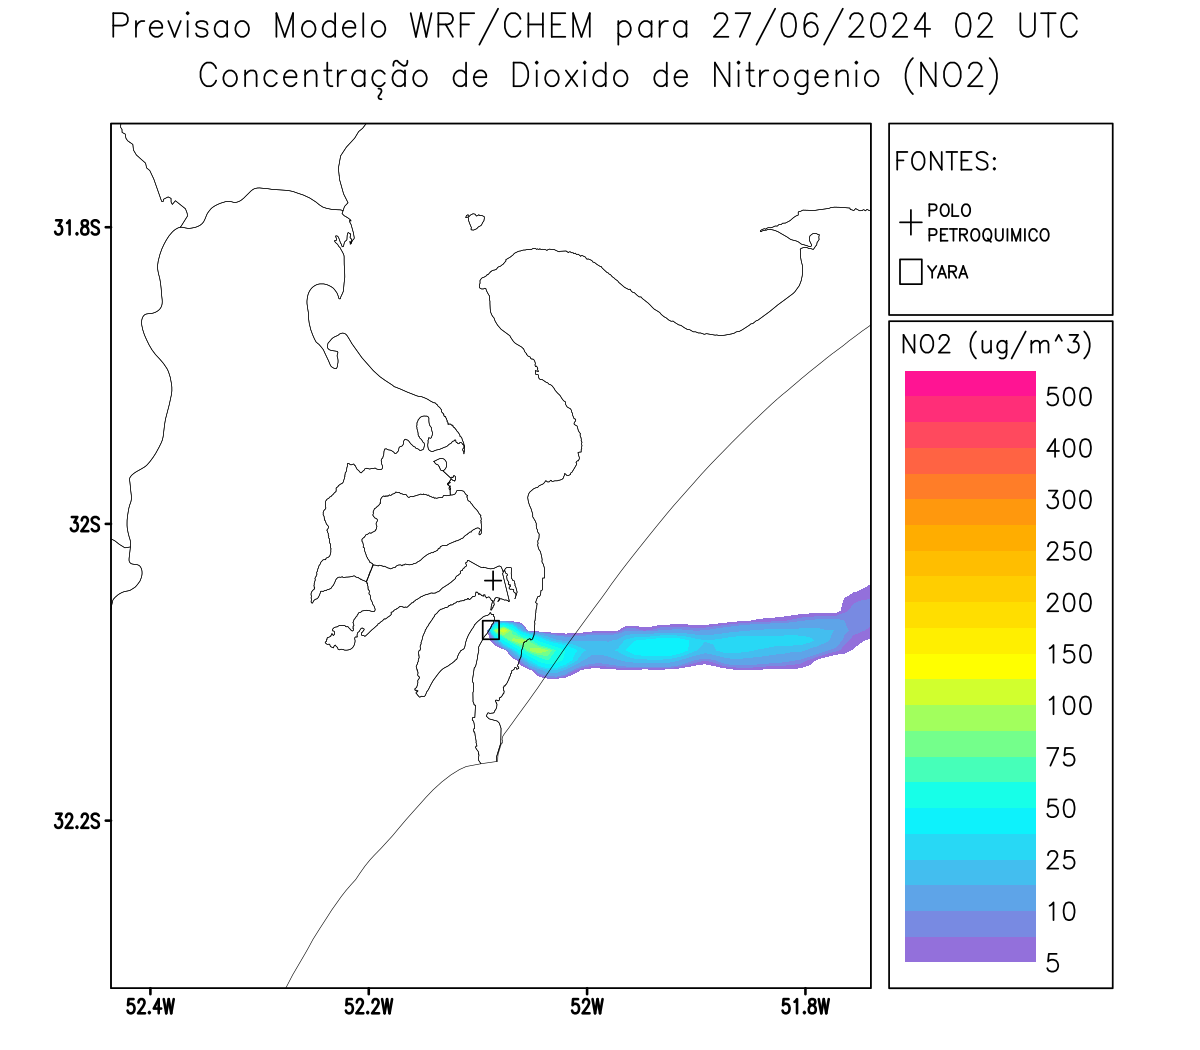 Previsao Modelo WRF/CHEM para 27/06/2024 02 UTC
Concentração de Dioxido de Nitrogenio (NO2)
FONTES:
POLO
PETROQUIMICO
YARA
31.8S
32S
32.2S
52.4W
52.2W
52W
51.8W
NO2 (ug/m^3)
500
400
300
250
200
150
100
75
50
25
10
5